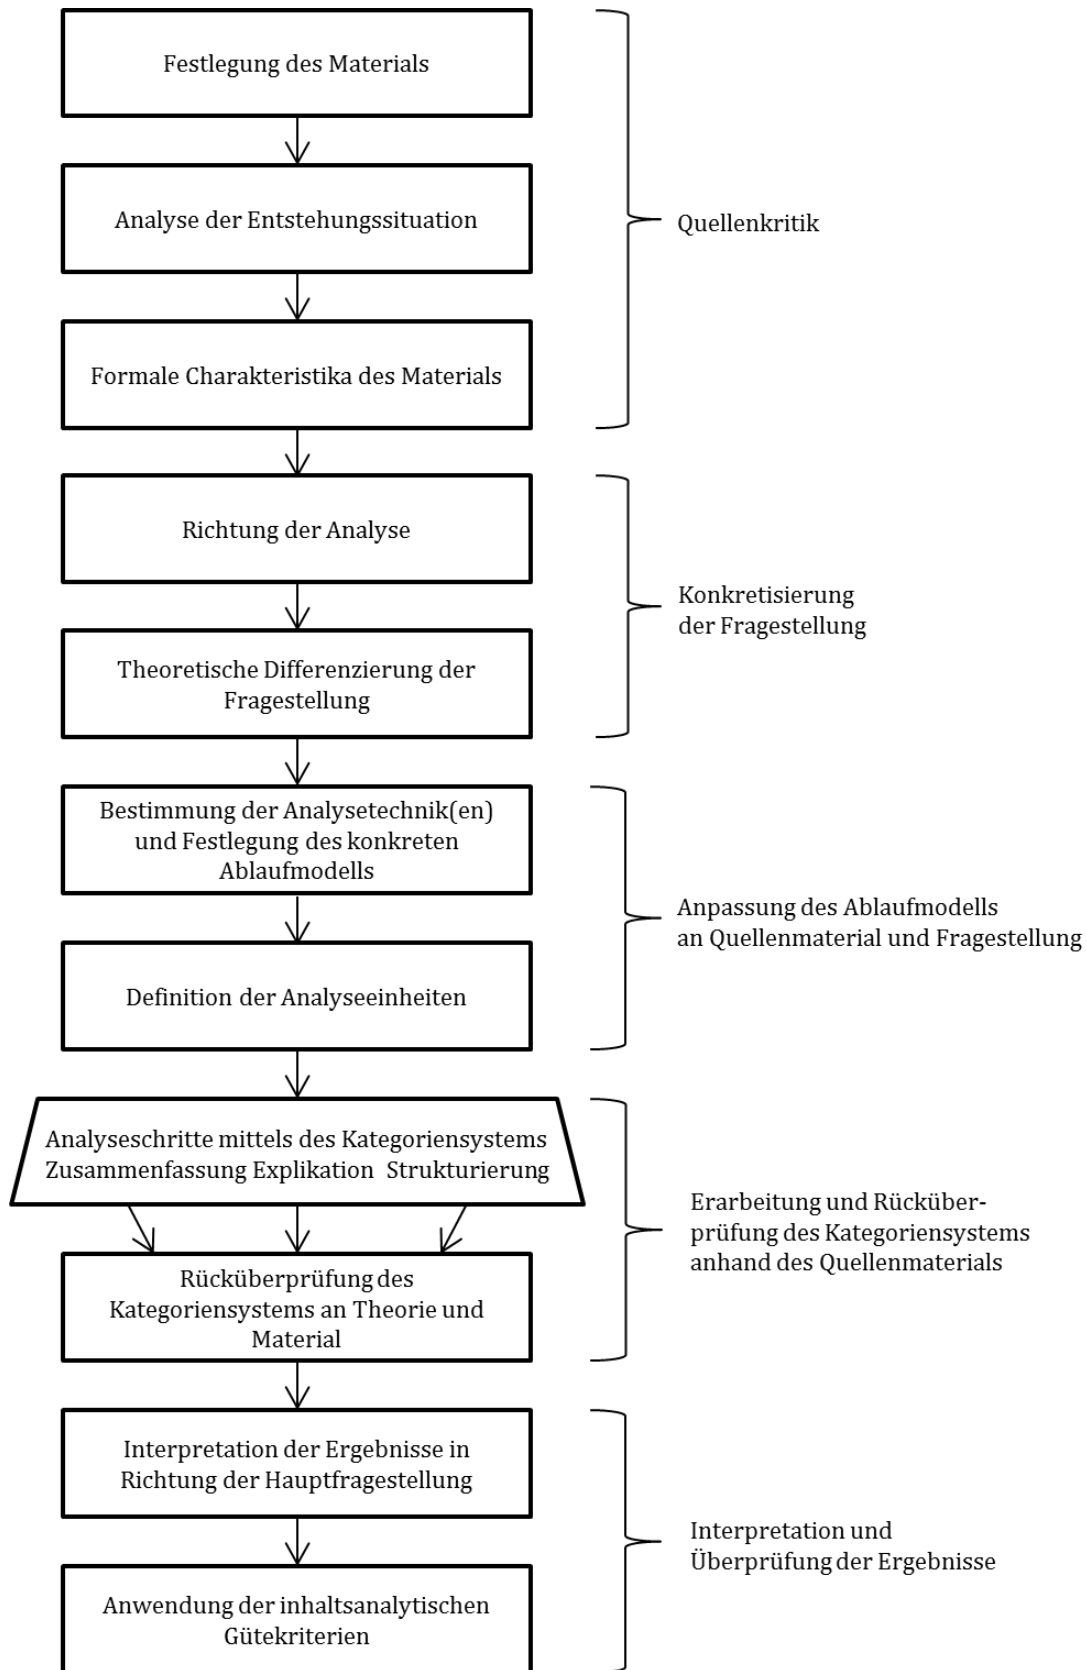 Festlegung des Materials
Analyse der Entstehungssituation
Quellenkritik
Formale Charakteristika des Materials
Richtung der Analyse
Konkretisierung
der Fragestellung
Theoretische Differenzierung der
Fragestellung
Bestimmung der Analysetechnik(en)
und Festlegung des konkreten
Ablaufmodells
Anpassung des Ablaufmodells
an Quellenmaterial und Fragestellung
Definition der Analyseeinheiten
Analyseschritte mittels des Kategoriensystems
Zusammenfassung Explikation Strukturierung
Erarbeitung und Rücküber-
prüfung des Kategoriensystems
anhand des Quellenmaterials
Rücküberprüfung des
Kategoriensystems an Theorie und
Material
Interpretation der Ergebnisse in
Richtung der Hauptfragestellung
Interpretation und
Überprüfung der Ergebnisse
Anwendung der inhaltsanalytischen
Gütekriterien